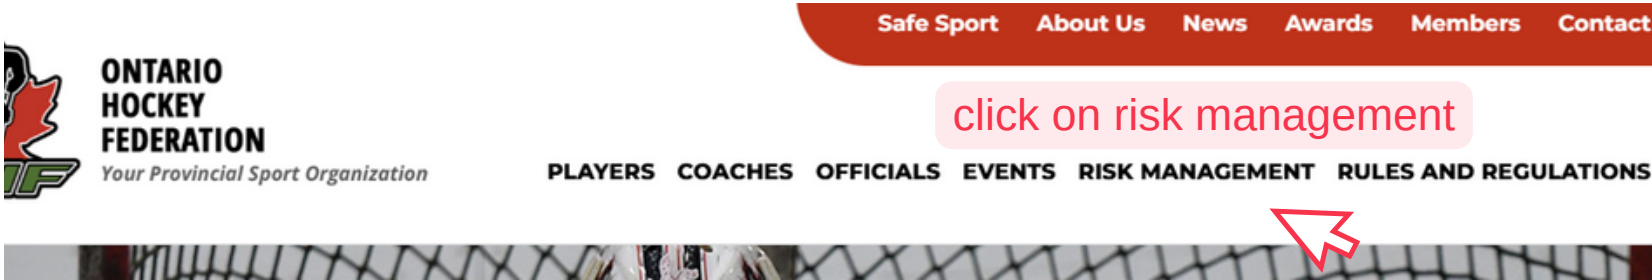 Safe Sport About Us News Awards Members Contact
ONTARIO
HOCKEY
FEDERATION
Your Provincial Sport Organization
click on risk management
PLAYERS COACHES OFFICIALS EVENTS RISK MANAGEMENT RULES AND REGULATIONS